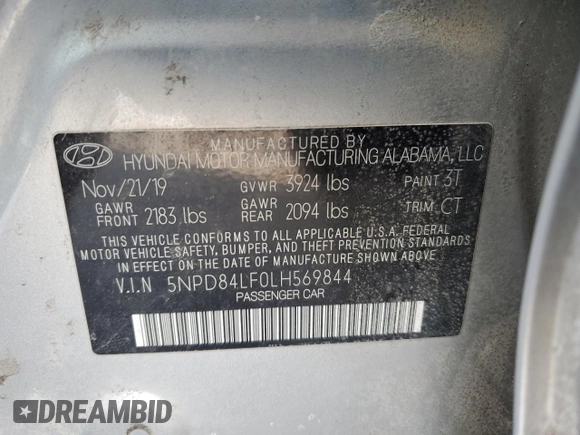 MANUFACTURED BY
HYUNDAI MOTOR MANUFACTURING ALABAMA, LLC
Nov/21/19 GVWR 3924 lbs PAINT 3T
GAWR FRONT 2183 lbs GAWR REAR 2094 lbs TRIM CT
THIS VEHICLE CONFORMS TO ALL APPLICABLE U.S.A. FEDERAL
MOTOR VEHICLE SAFETY, BUMPER, AND THEFT PREVENTION
STANDARDS IN EFFECT ON THE DATE OF MANUFACTURE SHOWN ABOVE.
V.I.N 5NPD84LF0LH569844
PASSENGER CAR
DREAMBID